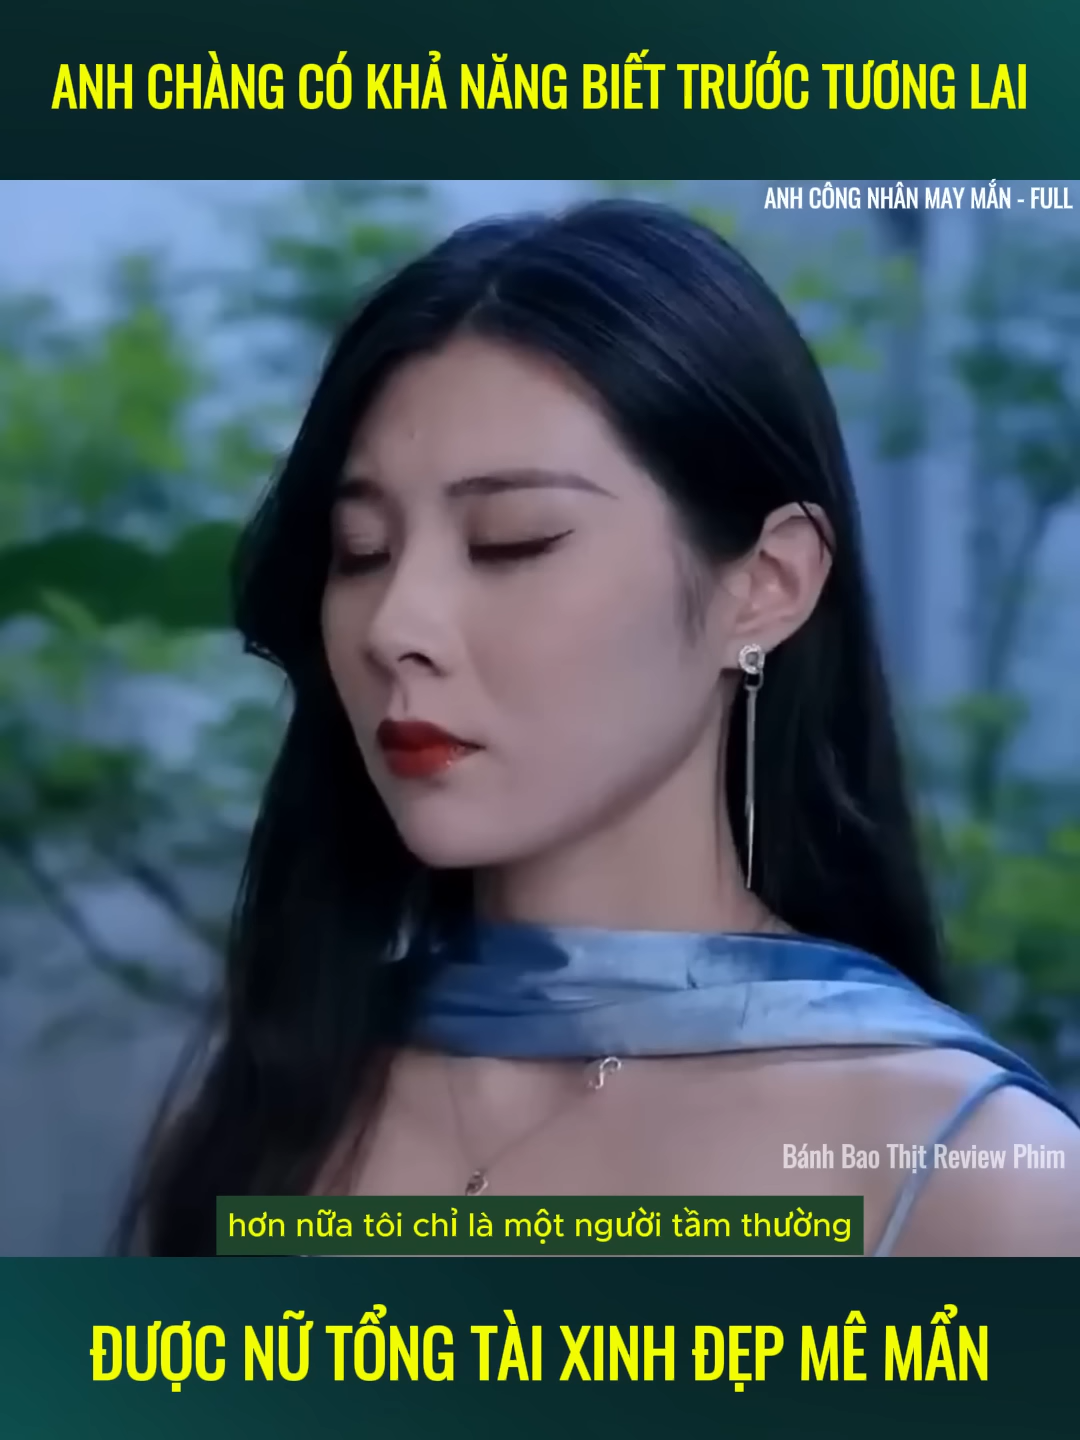 ANH CHÀNG CÓ KHẢ NĂNG BIẾT TRƯỚC TƯƠNG LAI
ANH CÔNG NHÂN MAY MẮN - FULL
Bánh Bao Thịt Review Phim
hơn nữa tôi chỉ là một người tầm thường
ĐƯỢC NỮ TỔNG TÀI XINH ĐẸP MÊ MẨN